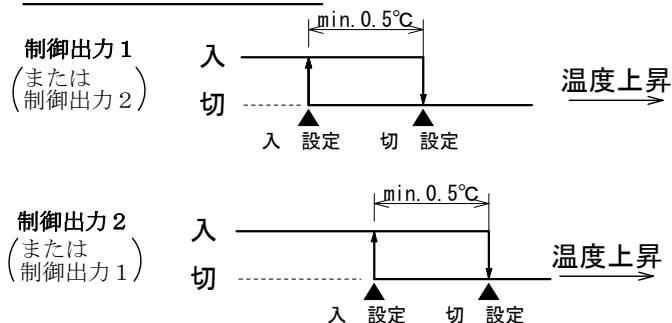 min. 0.5℃
制御出力1
(または
制御出力2)
入
切
温度上昇
入 設定 切 設定
min. 0.5℃
制御出力2
(または
制御出力1)
入
切
温度上昇
入 設定 切 設定